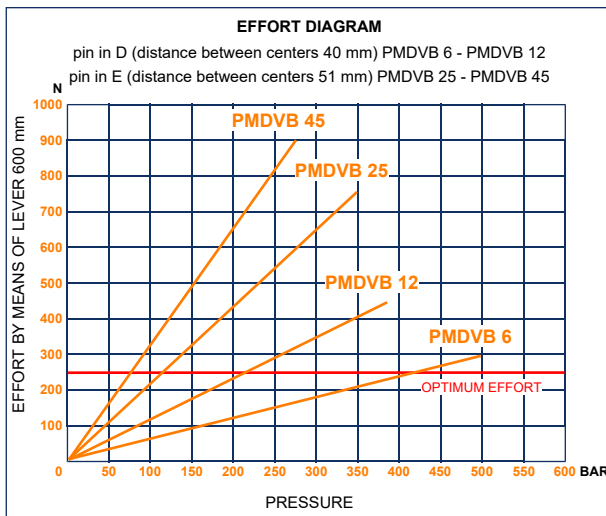 EFFORT DIAGRAM
pin in D (distance between centers 40 mm) PMDVB 6 - PMDVB 12
pin in E (distance between centers 51 mm) PMDVB 25 - PMDVB 45
N
1000
900
800
700
600
500
400
300
200
100
EFFORT BY MEANS OF LEVER 600 mm
PMDVB 45
PMDVB 25
PMDVB 12
PMDVB 6
OPTIMUM EFFORT
0 50 100 150 200 250 300 350 400 450 500 550 600 BAR
PRESSURE